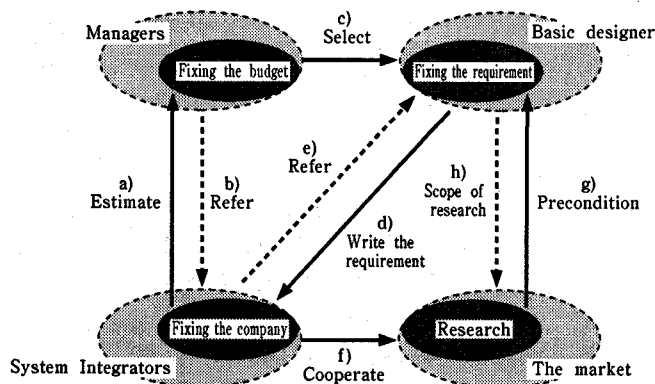 c)
Managers
Select
Basic designer
Fixing the budget
Fixing the requirement
e)
Refer
h)
Scope of
research
a)
Estimate
b)
Refer
g)
Precondition
d)
Write the
requirement
Fixing the company
Research
System Integrators
f)
Cooperate
The market